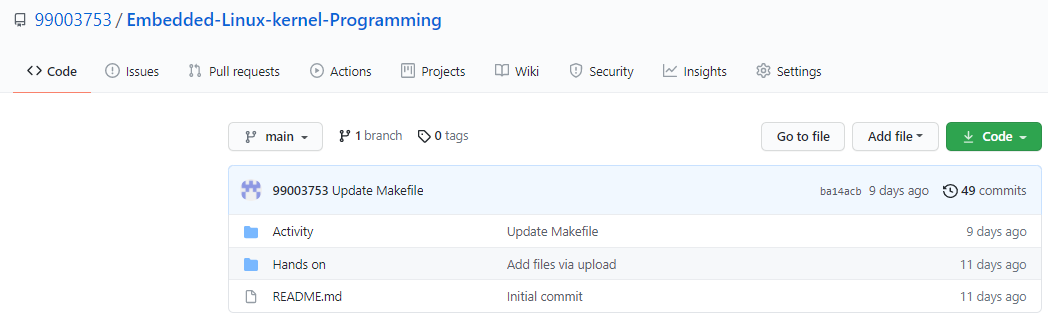 99003753 / Embedded-Linux-kernel-Programming
Code Issues Pull requests Actions Projects Wiki Security Insights Settings
main 1 branch 0 tags Go to file Add file Code
99003753 Update Makefile ba14acb 9 days ago 49 commits
Activity Update Makefile 9 days ago
Hands on Add files via upload 11 days ago
README.md Initial commit 11 days ago